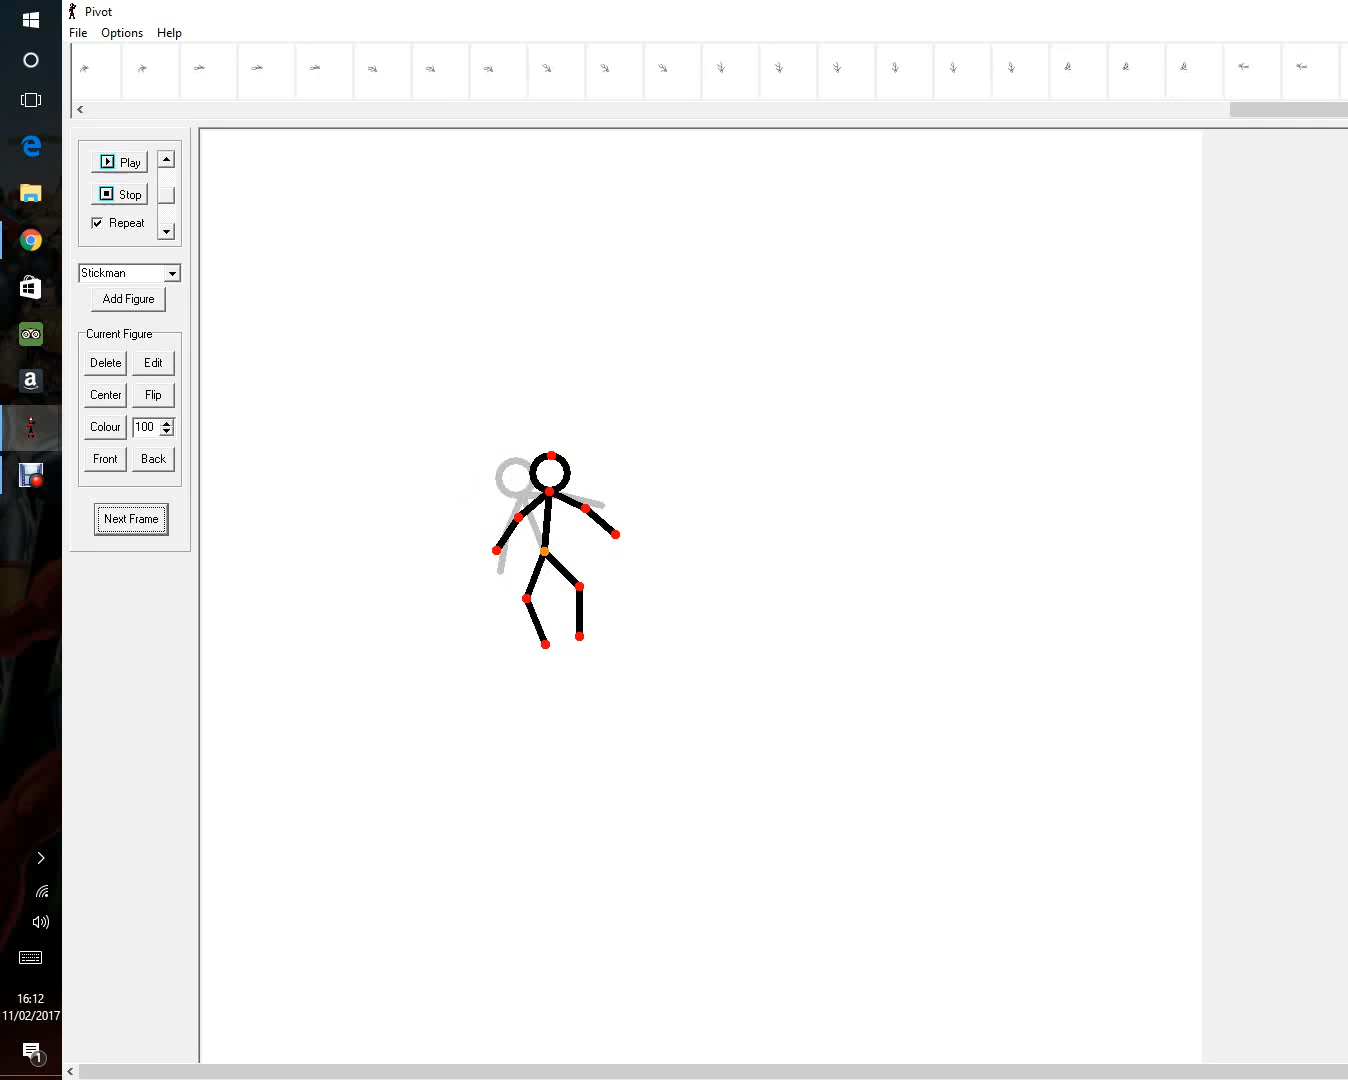 Pivot
File Options Help
Play
Stop
Repeat
Stickman
Add Figure
Current Figure
Delete Edit
Center Flip
Colour 100
Front Back
Next Frame
16:12
11/02/2017
1